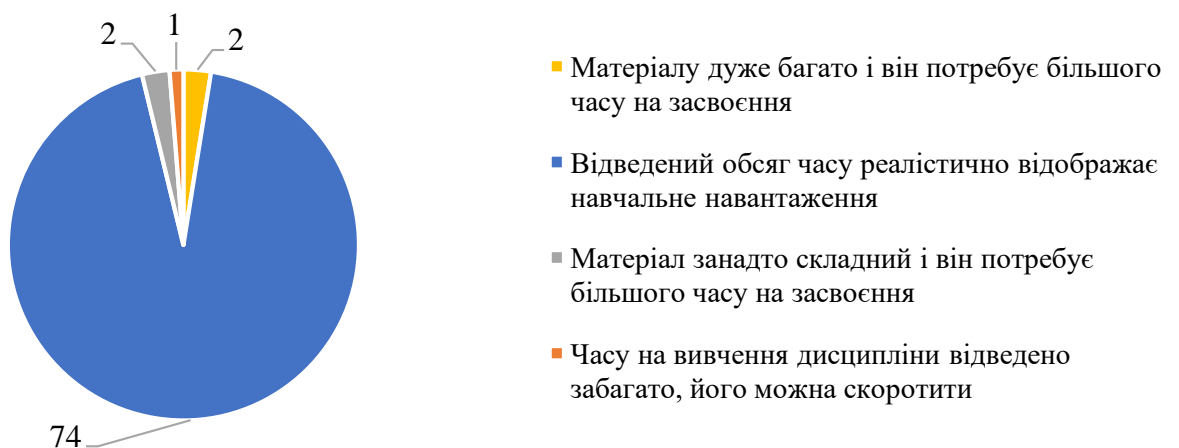 2
1
2
74
Матеріалу дуже багато і він потребує більшого
часу на засвоєння
Відведений обсяг часу реалістично відображає
навчальне навантаження
Матеріал занадто складний і він потребує
більшого часу на засвоєння
Часу на вивчення дисципліни відведено
забагато, його можна скоротити